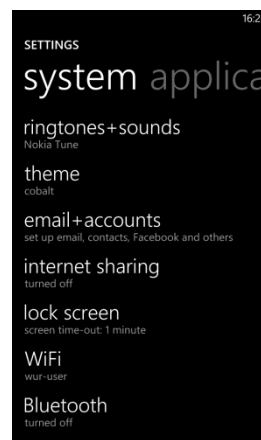 16:2
SETTINGS
system applica
ringtones+sounds
Nokia Tune
theme
cobalt
email+accounts
set up email, contacts, Facebook and others
internet sharing
turned off
lock screen
screen time-out: 1 minute
WiFi
wur-user
Bluetooth
turned off